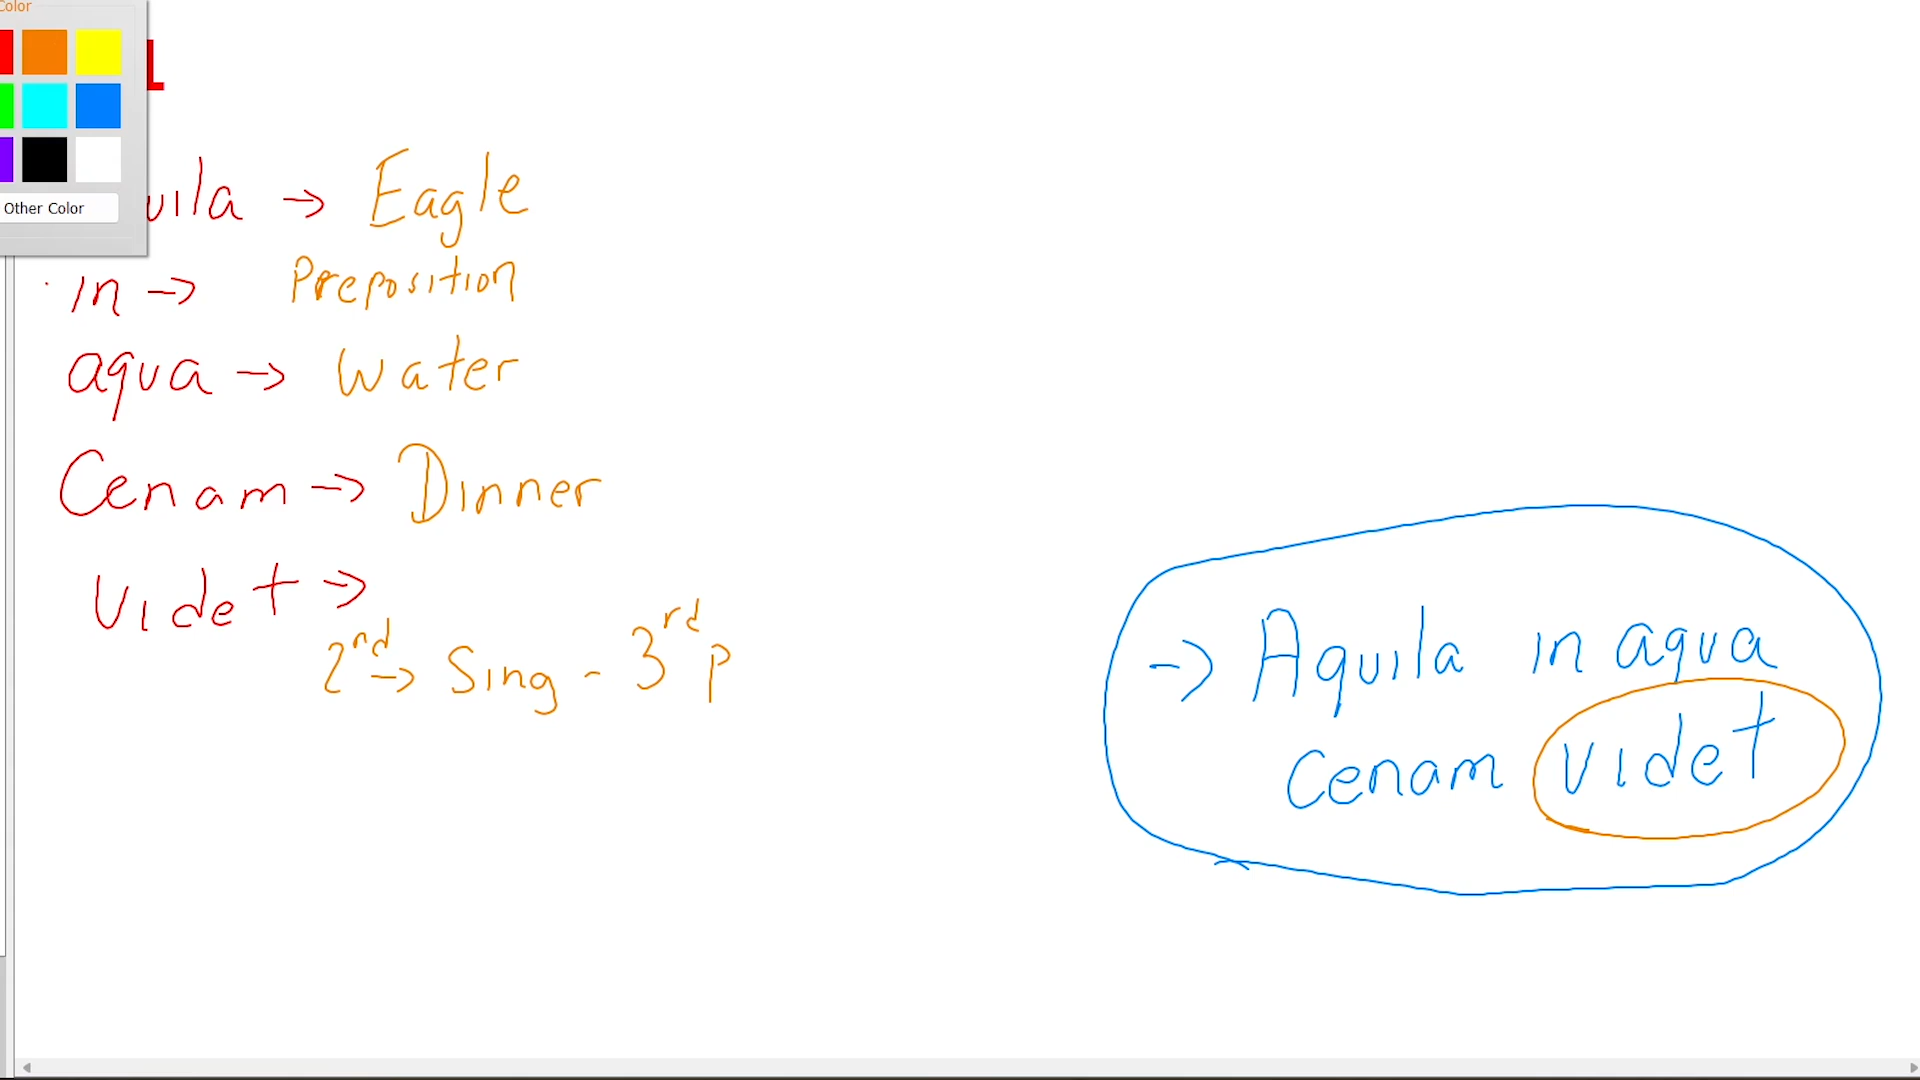 Color
1
Other Color
uila → Eagle
in → Preposition
aqua → Water
Cenam → Dinner
Videt →
2nd → Sing - 3rd P
→ Aquila in aqua
cenam videt